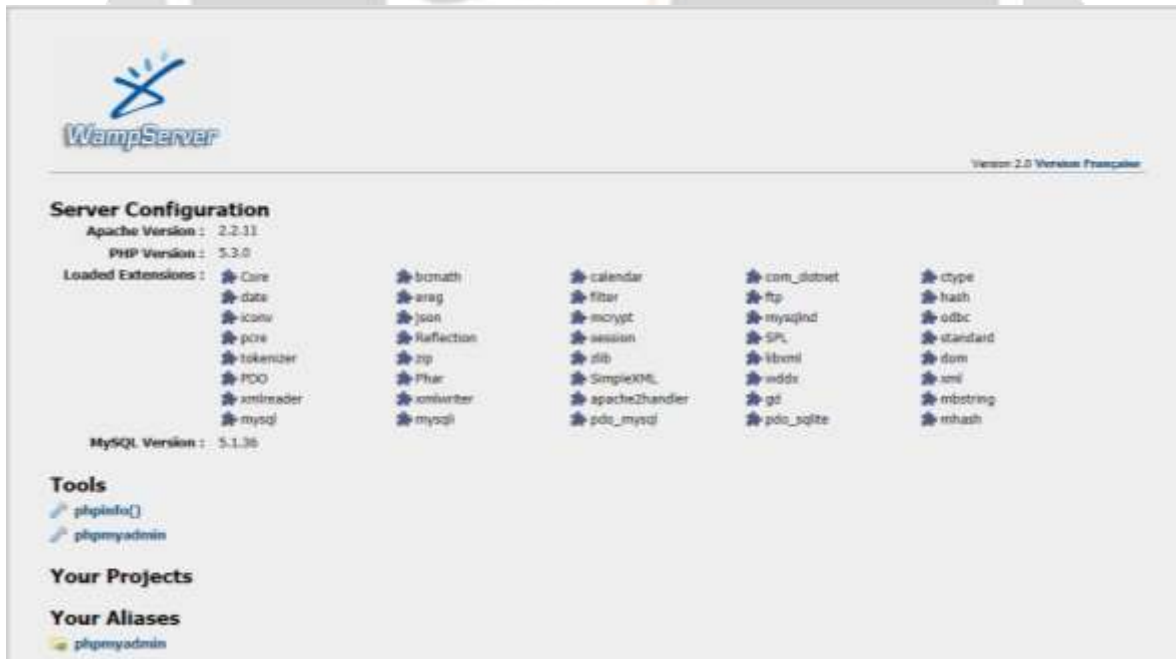 WampServer
Version 2.0 Version Française
Server Configuration
Apache Version : 2.2.11
PHP Version : 5.3.0
Loaded Extensions : Core bcmath calendar com_dotnet ctype
date ereg filter ftp hash
iconv json mcrypt mysqlnd odbc
pcre Reflection session SPL standard
tokenizer zip zlib libxml dom
PDO Phar SimpleXML wddx xml
xmlreader xmlwriter apache2handler gd mbstring
mysql mysqli pdo_mysql pdo_sqlite mhash
MySQL Version : 5.1.36
Tools
phpinfo()
phpmyadmin
Your Projects
Your Aliases
phpmyadmin